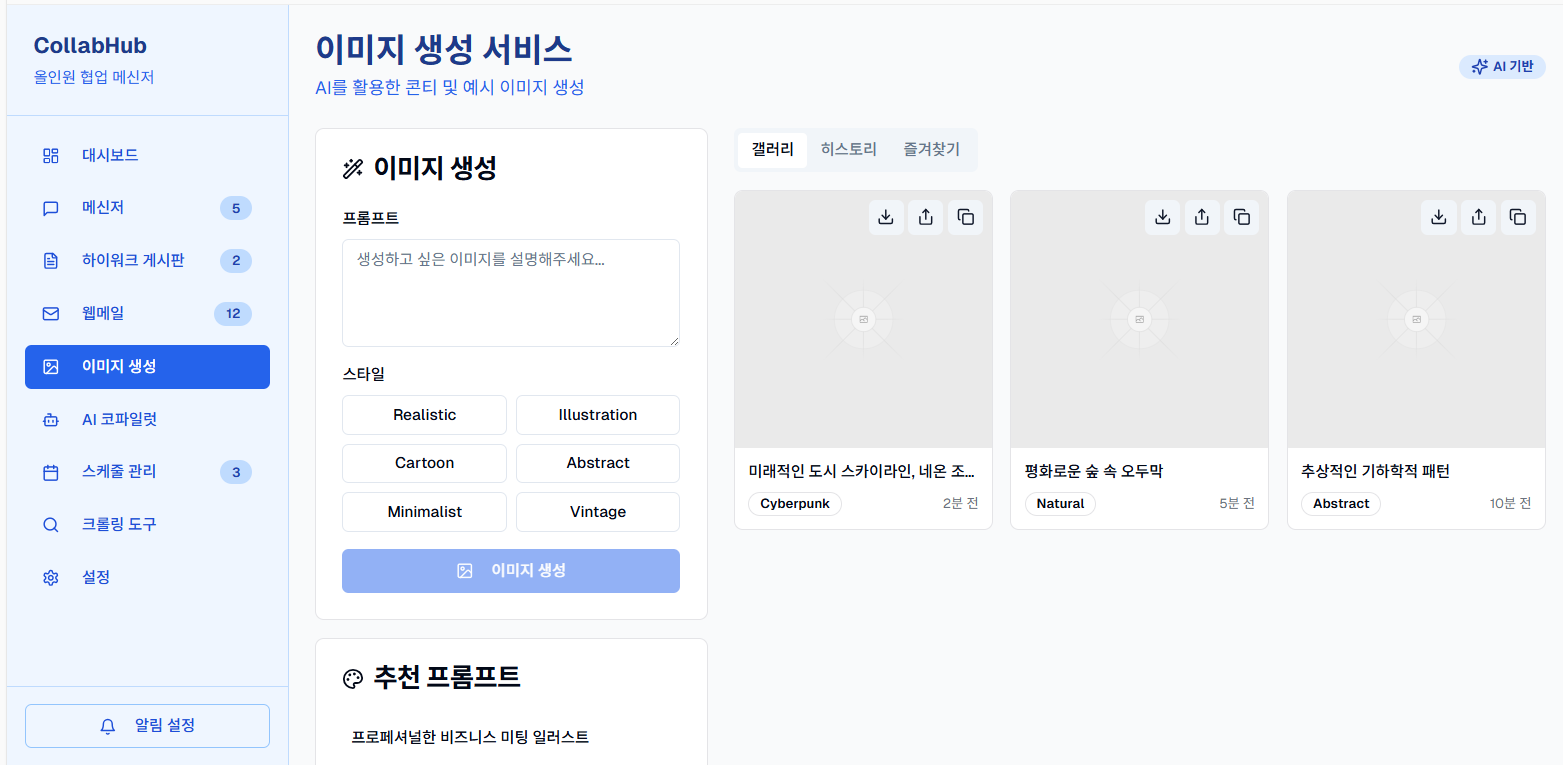 CollabHub
올인원 협업 메신저
대시보드
메신저 5
하이워크 게시판 2
웹메일 12
이미지 생성
AI 코파일럿
스케줄 관리 3
크롤링 도구
설정
알림 설정
이미지 생성 서비스
AI를 활용한 콘티 및 예시 이미지 생성
AI 기반
이미지 생성
프롬프트
생성하고 싶은 이미지를 설명해주세요...
스타일
Realistic Illustration
Cartoon Abstract
Minimalist Vintage
이미지 생성
추천 프롬프트
프로페셔널한 비즈니스 미팅 일러스트
갤러리 히스토리 즐겨찾기
미래적인 도시 스카이라인, 네온 조...
Cyberpunk 2분 전
평화로운 숲 속 오두막
Natural 5분 전
추상적인 기하학적 패턴
Abstract 10분 전